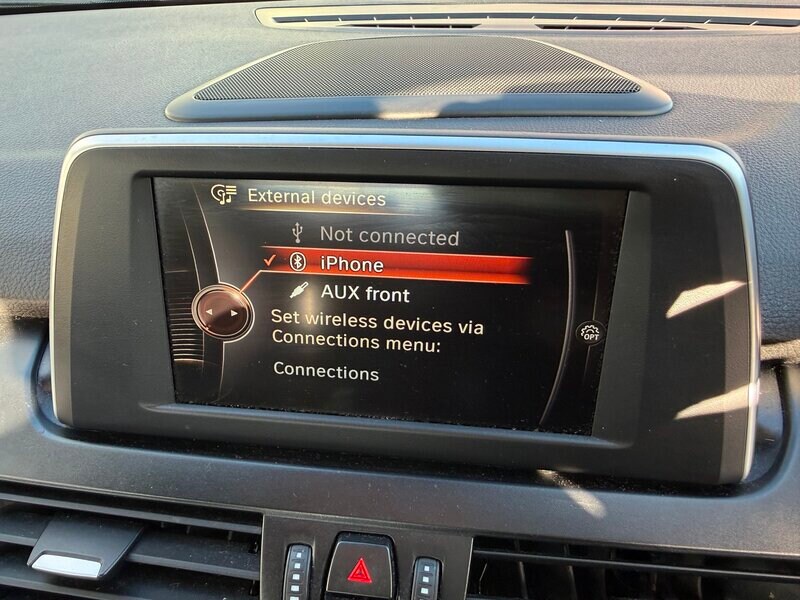 External devices
Not connected
iPhone
AUX front
Set wireless devices via
Connections menu:
Connections
OPT